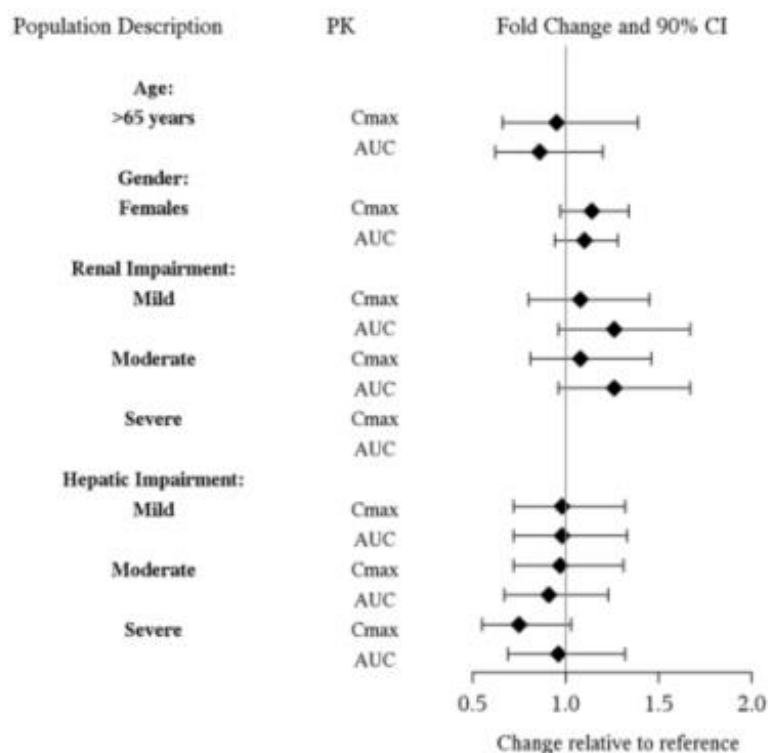 Population Description PK Fold Change and 90% CI
Age:
>65 years Cmax
AUC
Gender:
Females Cmax
AUC
Renal Impairment:
Mild Cmax
AUC
Moderate Cmax
AUC
Severe Cmax
AUC
Hepatic Impairment:
Mild Cmax
AUC
Moderate Cmax
AUC
Severe Cmax
AUC
0.5 1.0 1.5 2.0
Change relative to reference